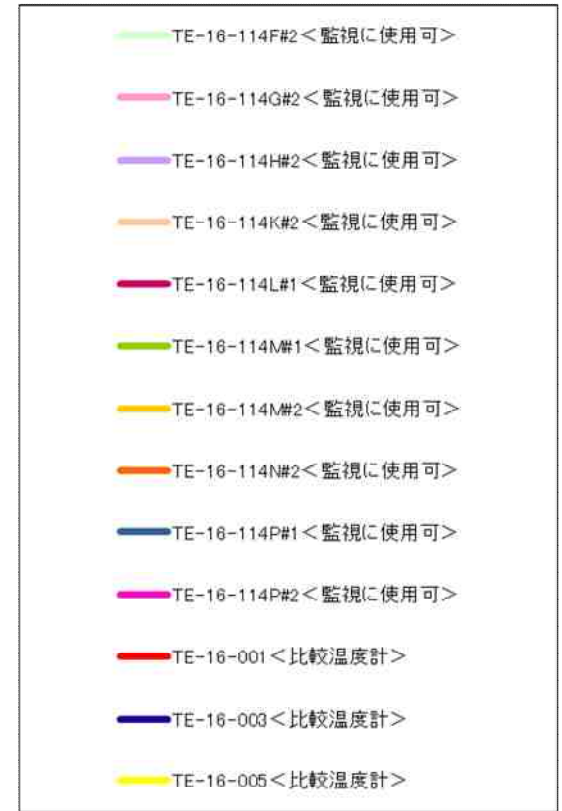 TE-16-114F#2＜監視に使用可＞
TE-16-114G#2＜監視に使用可＞
TE-16-114H#2＜監視に使用可＞
TE-16-114K#2＜監視に使用可＞
TE-16-114L#1＜監視に使用可＞
TE-16-114M#1＜監視に使用可＞
TE-16-114M#2＜監視に使用可＞
TE-16-114N#2＜監視に使用可＞
TE-16-114P#1＜監視に使用可＞
TE-16-114P#2＜監視に使用可＞
TE-16-001＜比較温度計＞
TE-16-003＜比較温度計＞
TE-16-005＜比較温度計＞